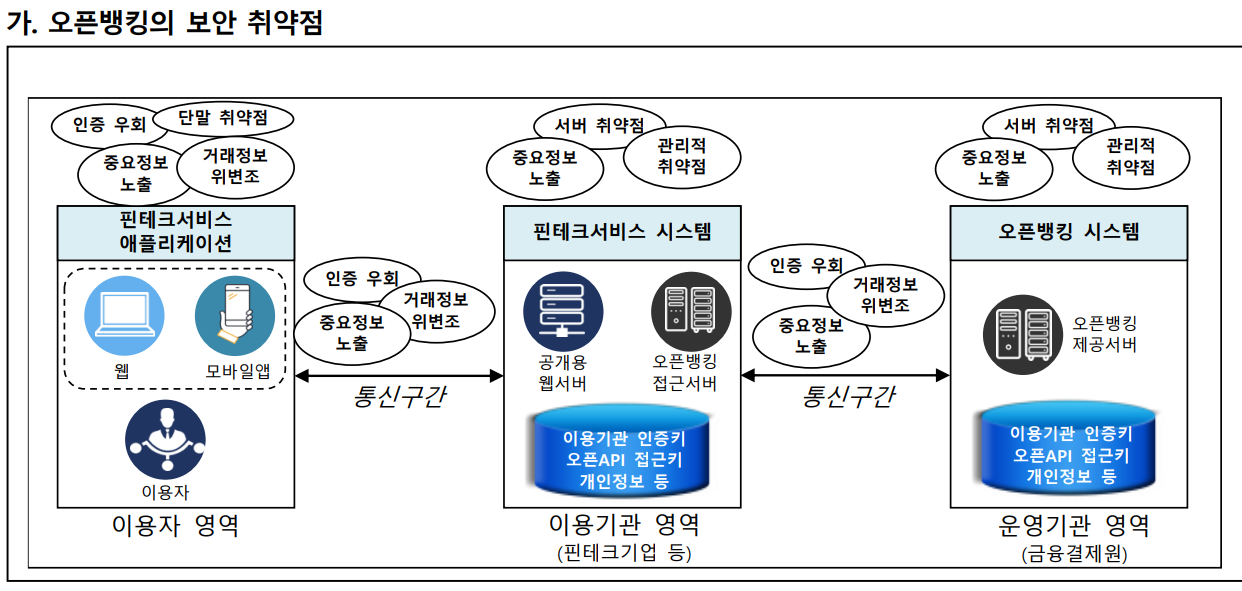 가. 오픈뱅킹의 보안 취약점
인증 우회
단말 취약점
중요정보
노출
거래정보
위변조
핀테크서비스
애플리케이션
웹
모바일앱
이용자
이용자 영역
인증 우회
거래정보
위변조
중요정보
노출
통신구간
서버 취약점
중요정보
노출
관리적
취약점
핀테크서비스 시스템
공개용
웹서버
오픈뱅킹
접근서버
이용기관 인증키
오픈API 접근키
개인정보 등
이용기관 영역
(핀테크기업 등)
인증 우회
거래정보
위변조
중요정보
노출
통신구간
서버 취약점
중요정보
노출
관리적
취약점
오픈뱅킹 시스템
오픈뱅킹
제공서버
이용기관 인증키
오픈API 접근키
개인정보 등
운영기관 영역
(금융결제원)